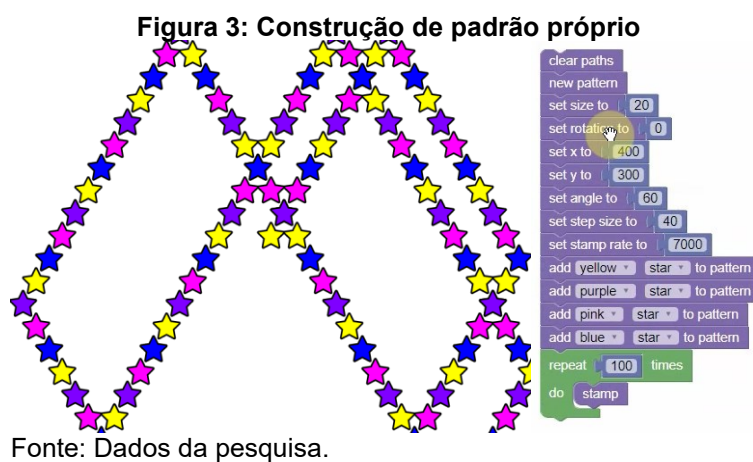 Figura 3: Construção de padrão próprio
clear paths
new pattern
set size to 20
set rotation to 0
set x to 400
set y to 300
set angle to 60
set step size to 40
set stamp rate to 7000
add yellow star to pattern
add purple star to pattern
add pink star to pattern
add blue star to pattern
repeat 100 times
do stamp
Fonte: Dados da pesquisa.